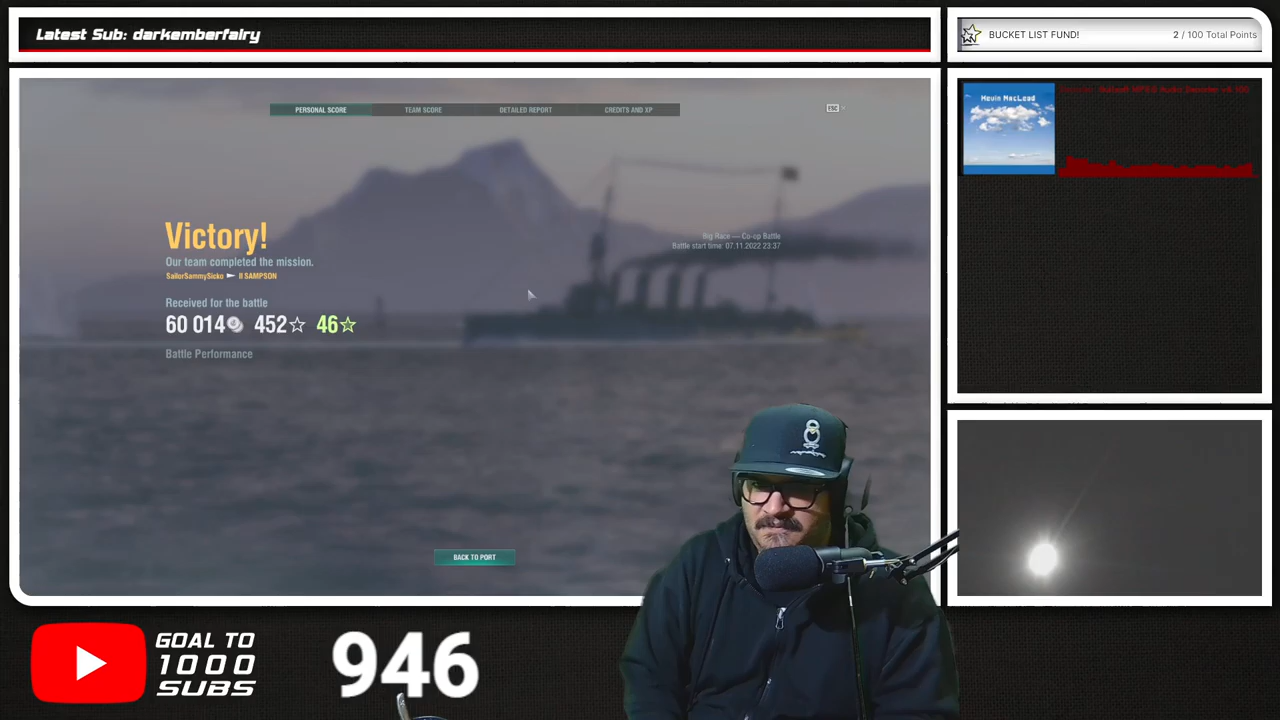 Latest Sub: darkemberfairy
BUCKET LIST FUND!
2 / 100 Total Points
PERSONAL SCORE
TEAM SCORE
DETAILED REPORT
CREDITS AND XP
ESC
Kevin MacLeod
Victory!
Our team completed the mission.
SailorSammySicko II SAMPSON
Big Race — Co-op Battle
Battle start time 07.11.2022 23:37
Received for the battle
60 014 452 46
Battle Performance
BACK TO PORT
GOAL TO
1000
SUBS
946